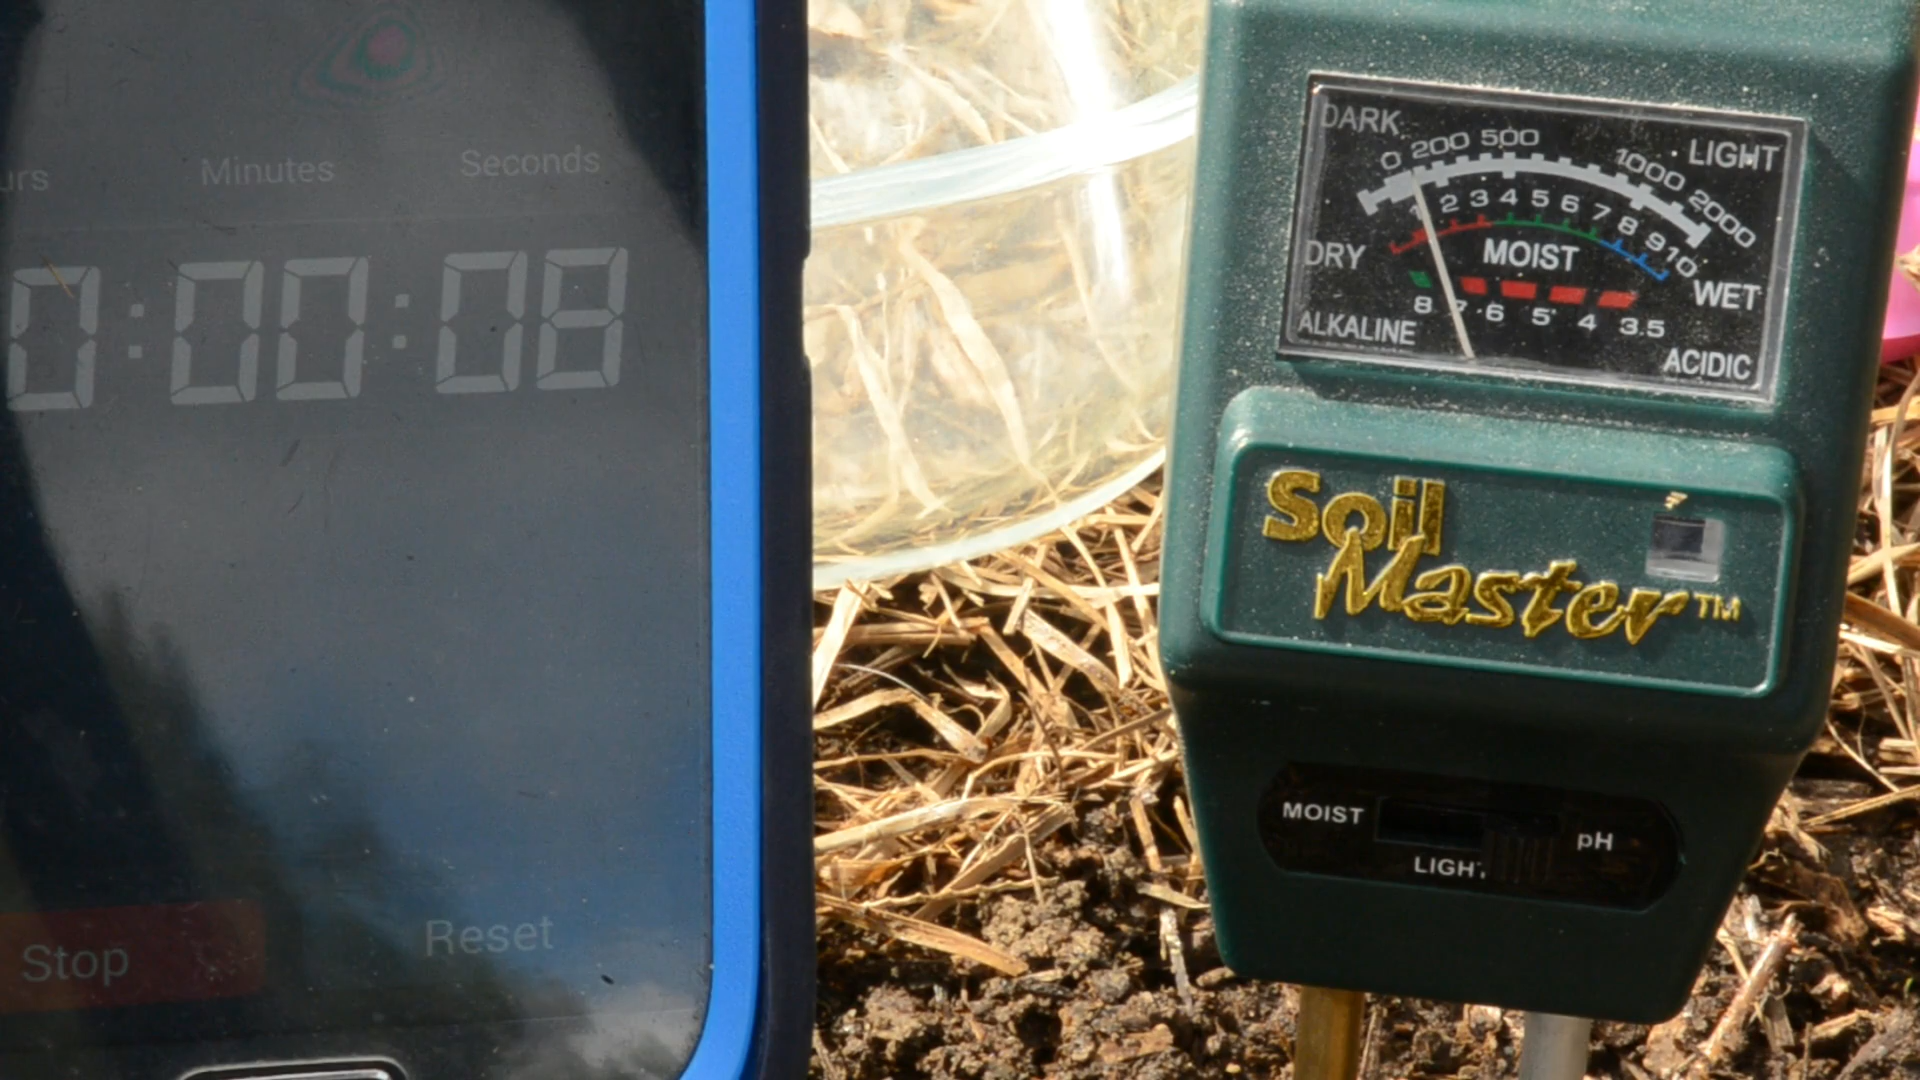 Minutes Seconds
0:00:08
Stop Reset
DARK
LIGHT
0 200 500 1000 2000
1 2 3 4 5 6 7 8 9 10
DRY MOIST WET
8 7 6 5 4 3.5
ALKALINE
ACIDIC
Soil
Master™
MOIST
LIGHT
pH